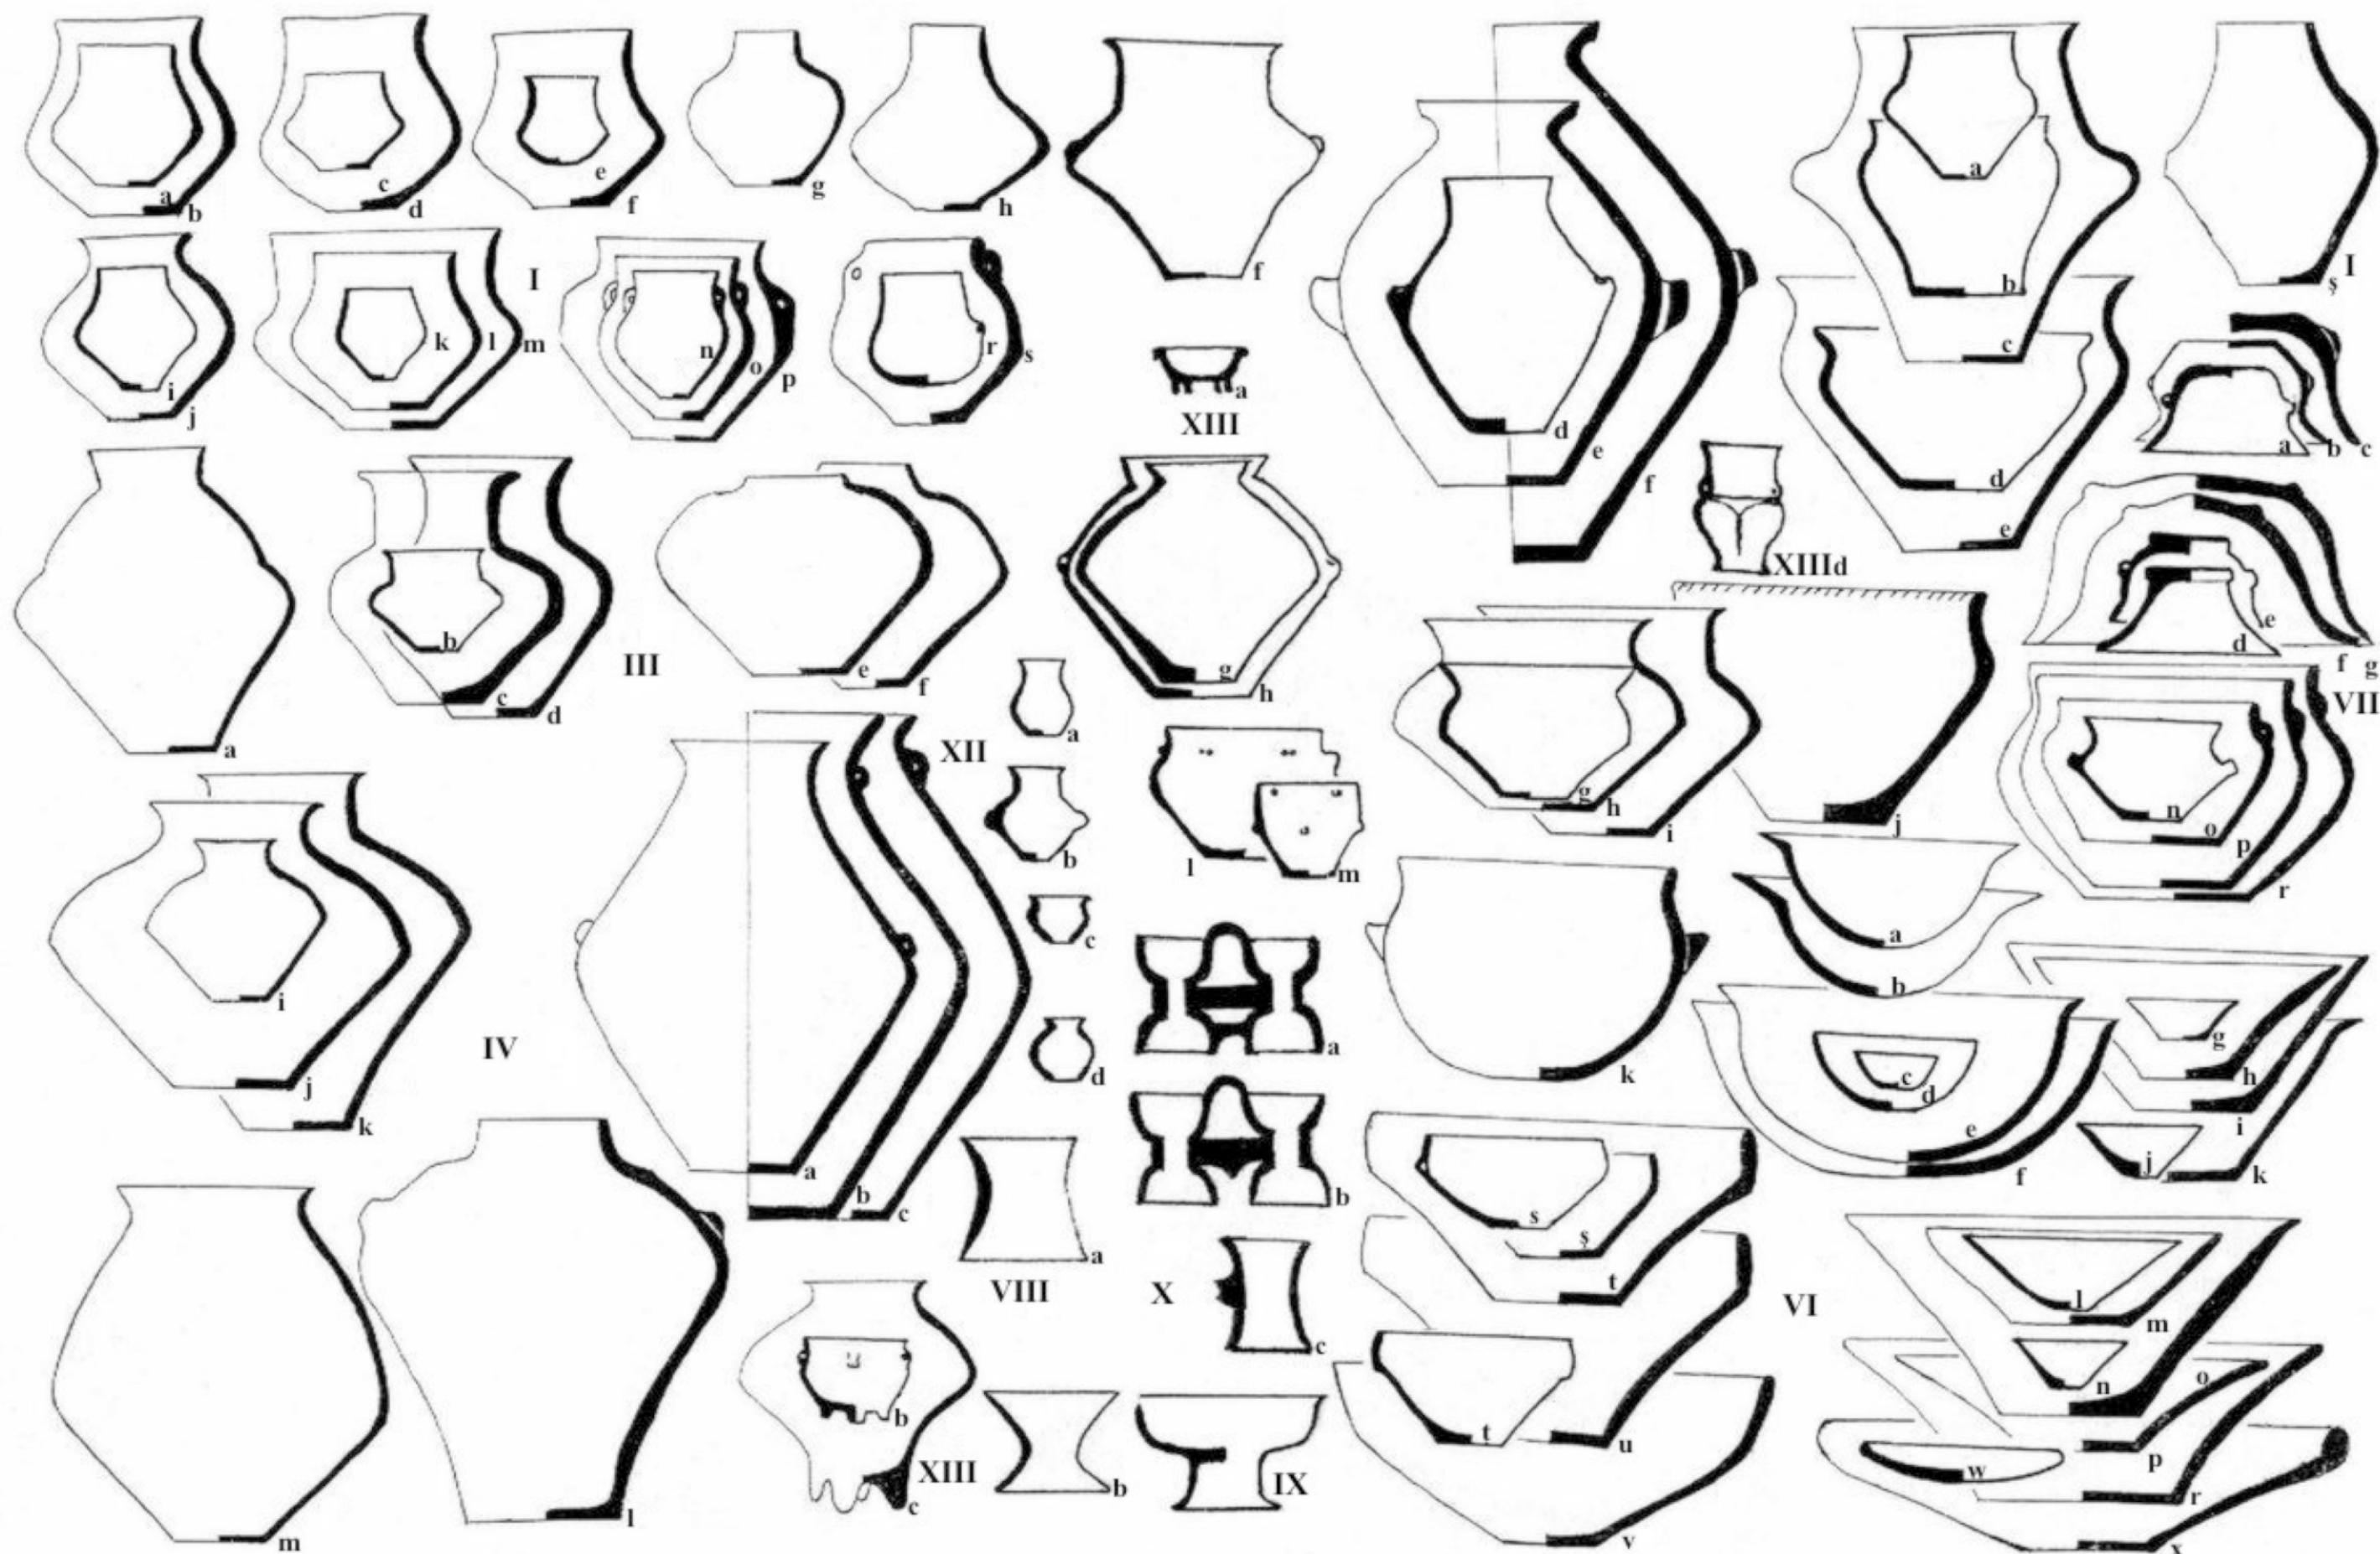 a b c d e f g h f a ş I
i j I k l m n o p r s a XIII d e f b c d e a b c
a b c d III e f g h XIIId d e f g VII
a b c XII a b c d l m g h i j n o p r
i j k IV a b X c k a b c d e f g h i j k
m l a VIII b XIII b c IX s ş t t u v VI l m n o p r w x